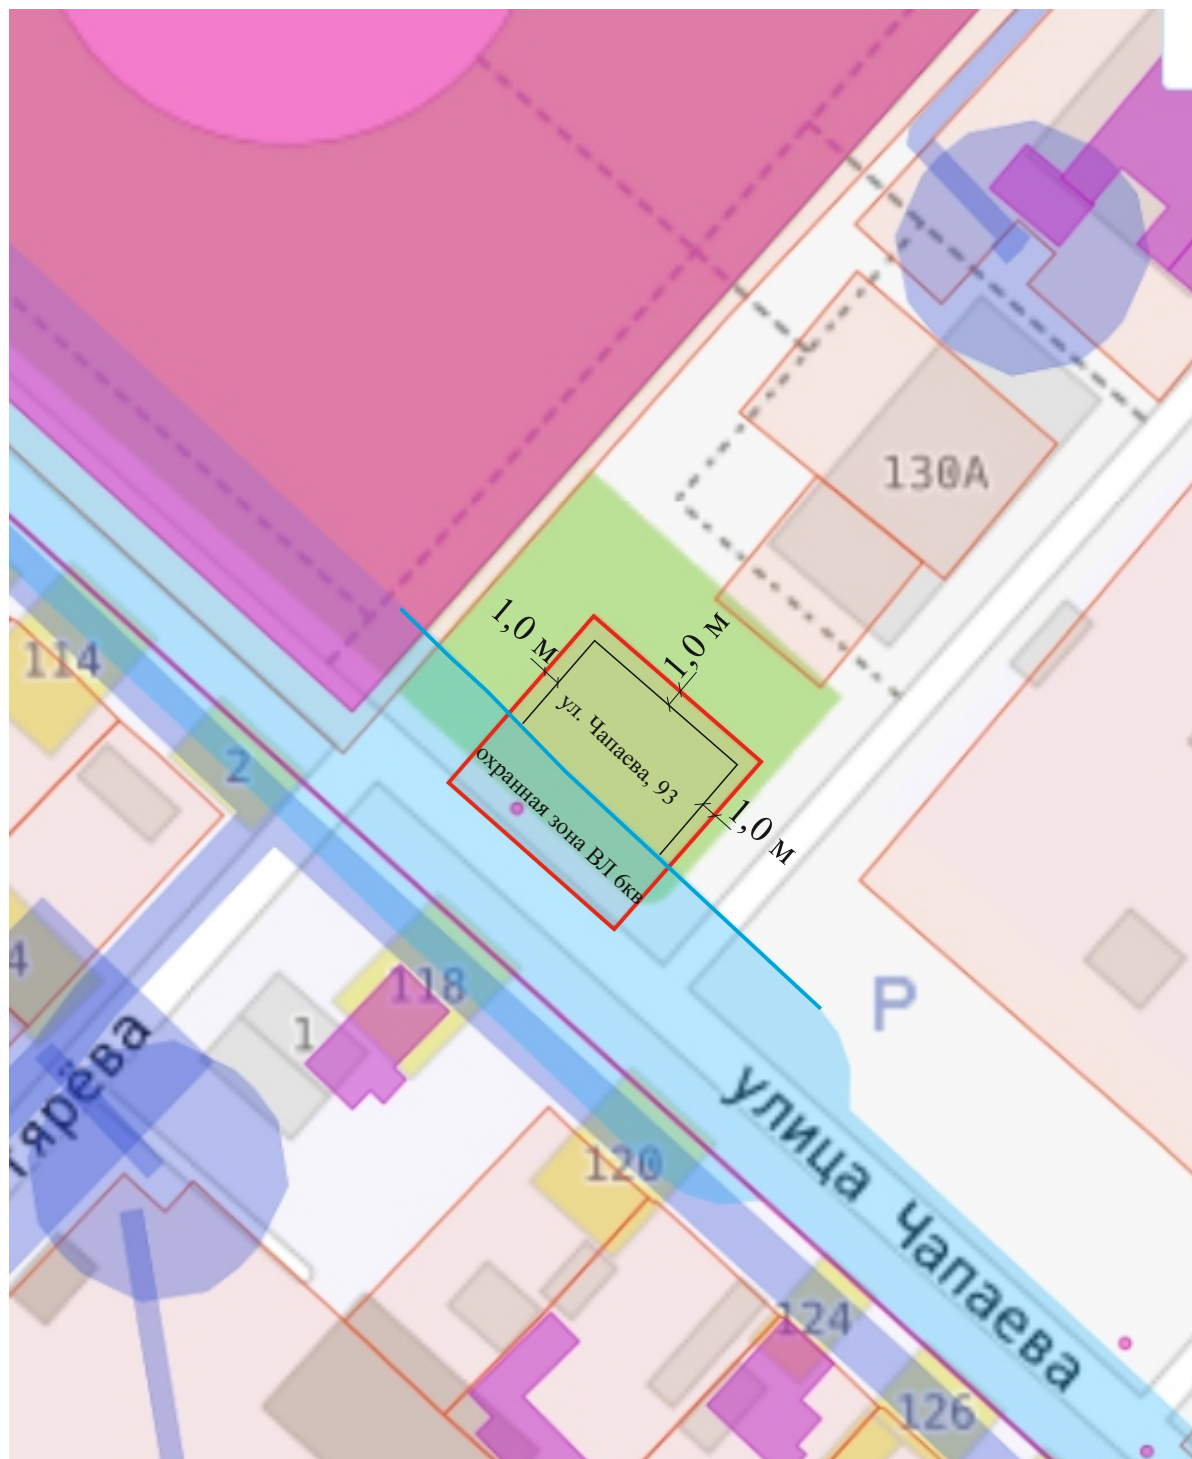 130А
1,0 м
1,0 м
114
ул. Чапаева, 93
2
охранная зона ВЛ 6кв
1,0 м
4
118
Р
1
тярёва
улица Чапаева
120
124
126